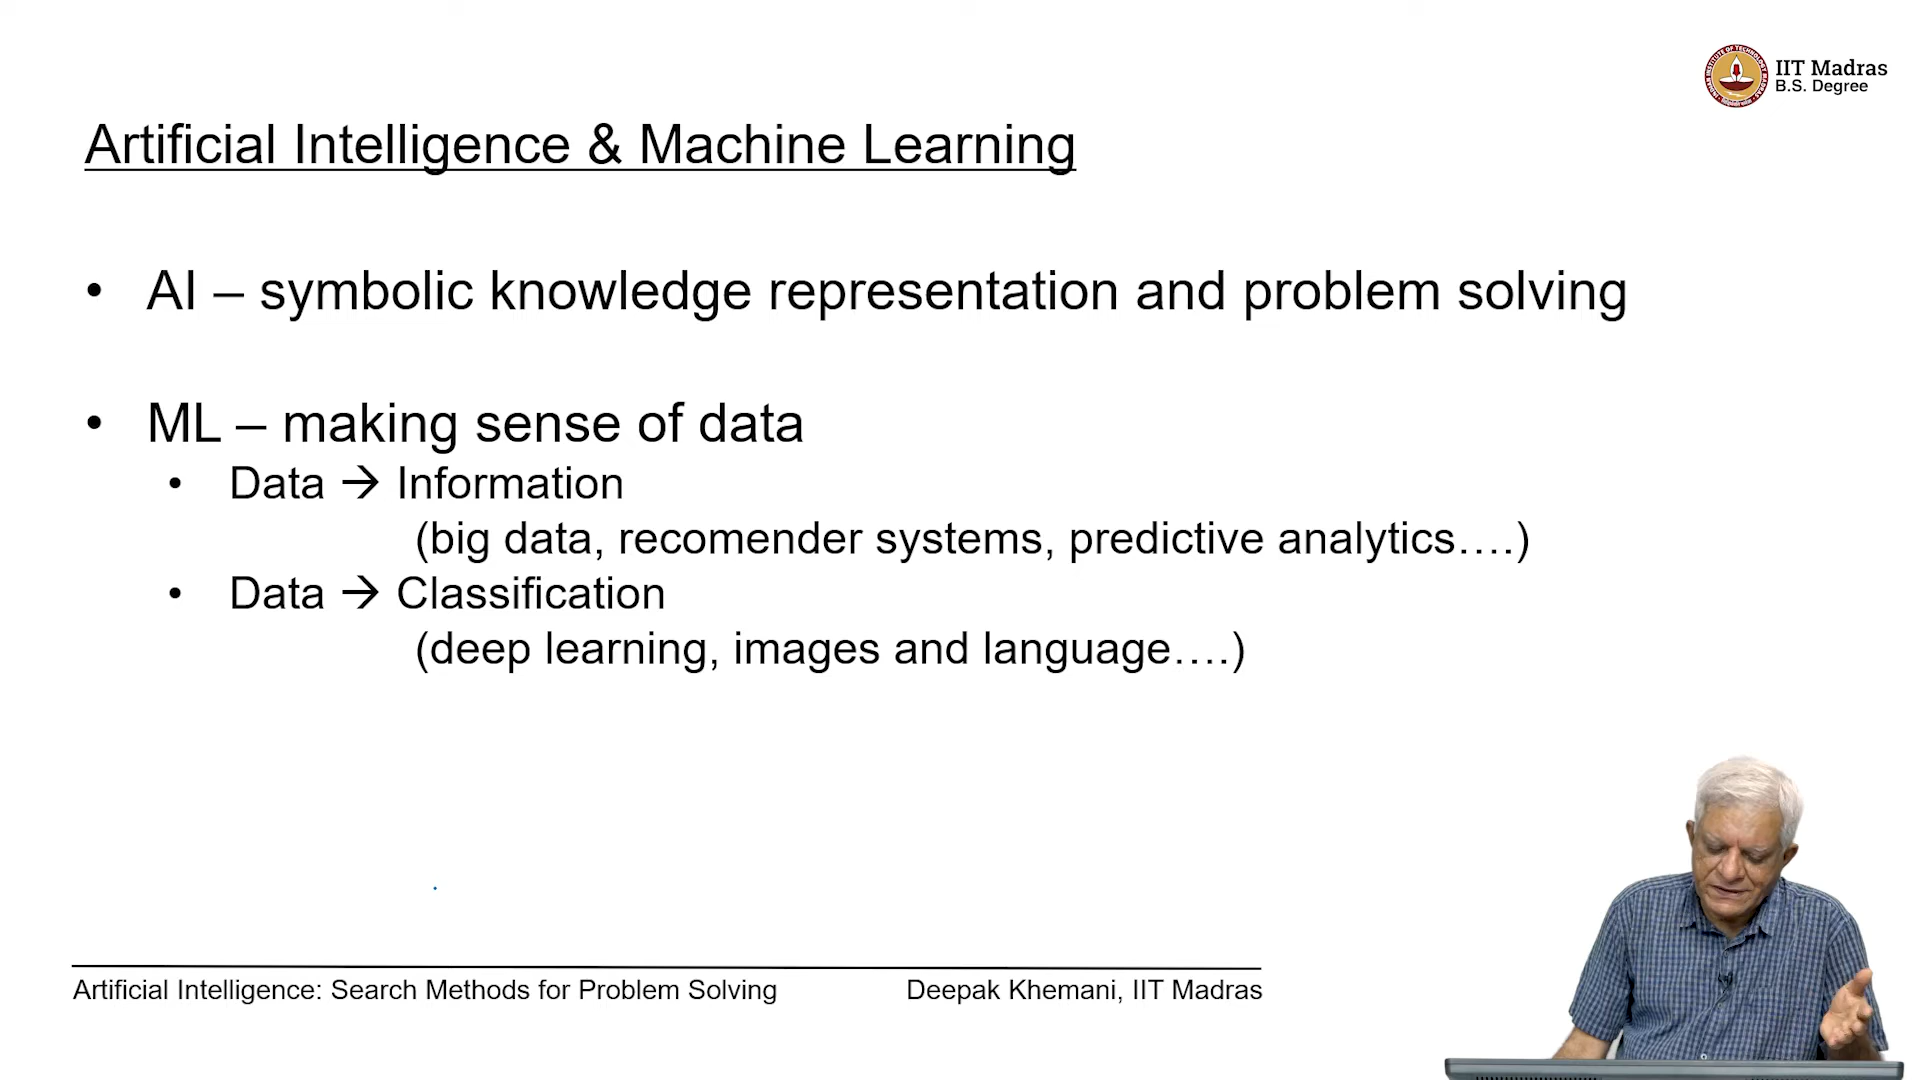 IIT Madras
B.S. Degree
Artificial Intelligence & Machine Learning
• AI – symbolic knowledge representation and problem solving
• ML – making sense of data
• Data → Information
(big data, recomender systems, predictive analytics….)
• Data → Classification
(deep learning, images and language….)
Artificial Intelligence: Search Methods for Problem Solving
Deepak Khemani, IIT Madras